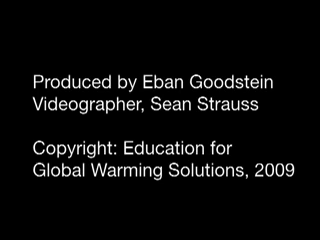 Produced by Eban Goodstein
Videographer, Sean Strauss
Copyright: Education for
Global Warming Solutions, 2009